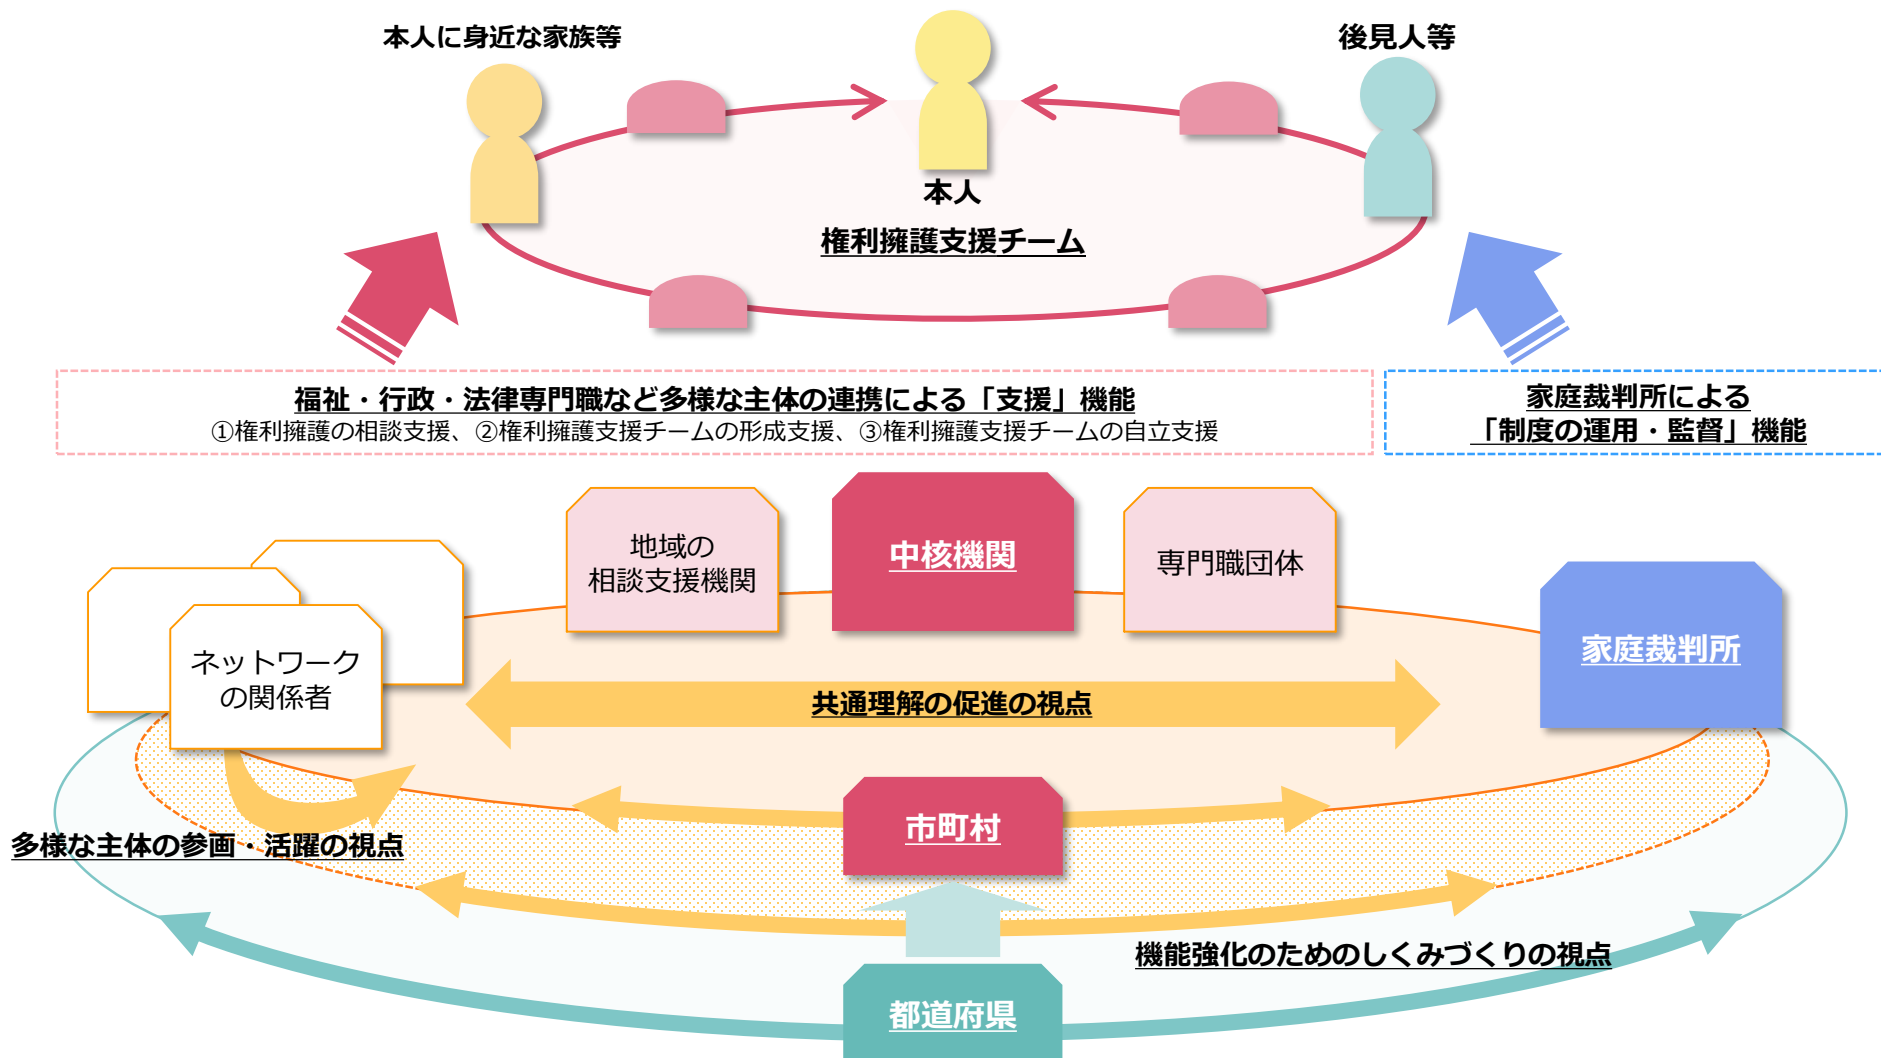 本人に身近な家族等
後見人等
本人
権利擁護支援チーム
福祉・行政・法律専門職など多様な主体の連携による「支援」機能
①権利擁護の相談支援、②権利擁護支援チームの形成支援、③権利擁護支援チームの自立支援
家庭裁判所による
「制度の運用・監督」機能
地域の
相談支援機関
中核機関
専門職団体
家庭裁判所
ネットワーク
の関係者
共通理解の促進の視点
市町村
多様な主体の参画・活躍の視点
機能強化のためのしくみづくりの視点
都道府県